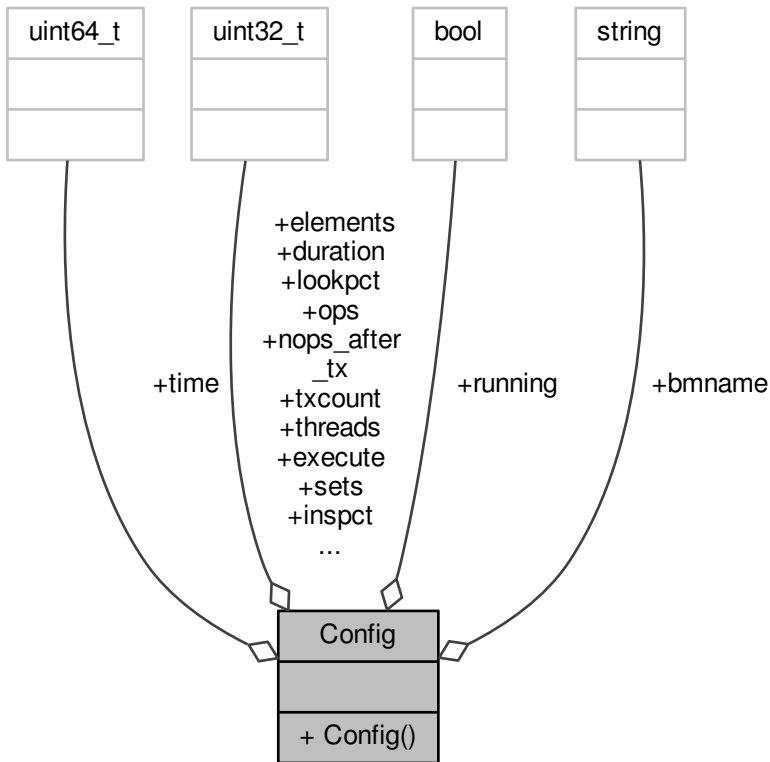 uint64_t
uint32_t
bool
string
+elements
+duration
+lookpct
+ops
+nops_after
_tx
+txcount
+threads
+execute
+sets
+inspct
...
+time
+running
+bmname
Config
+ Config()